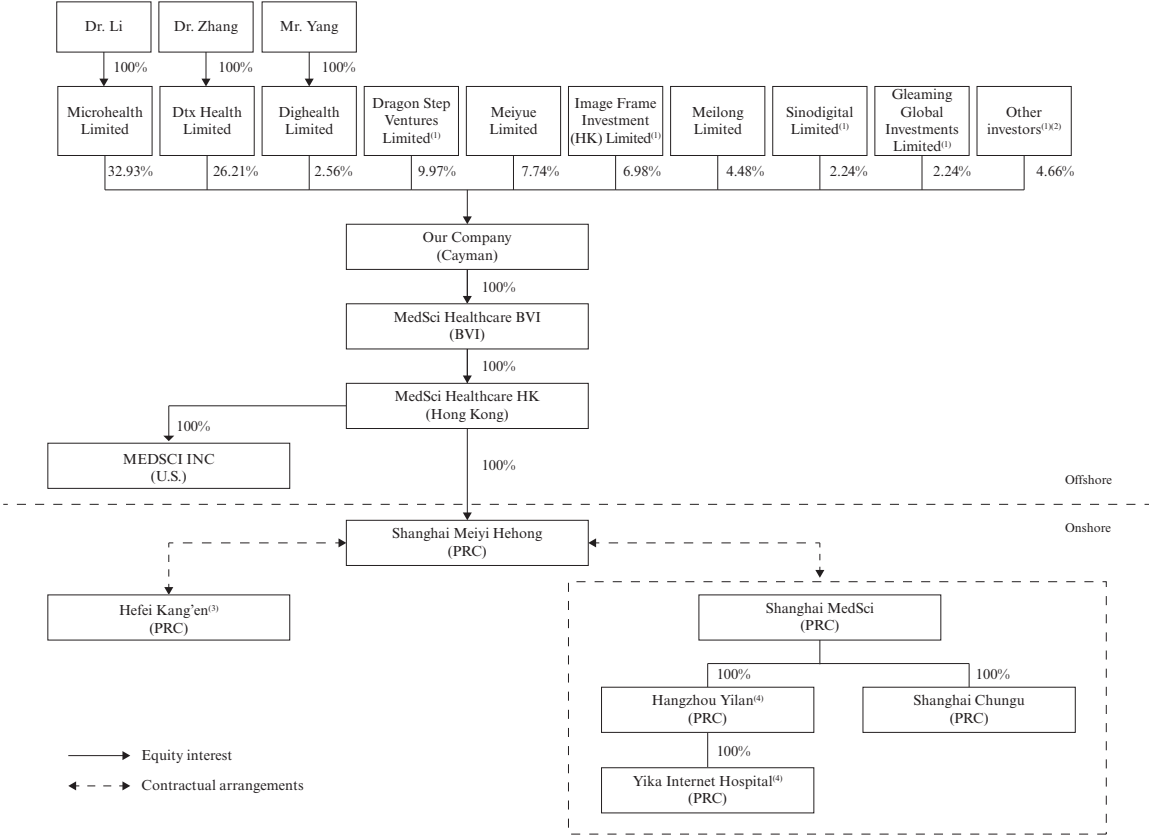 Dr. Li
Dr. Zhang
Mr. Yang
100%
100%
100%
Microhealth
Limited
Dtx Health
Limited
Dighealth
Limited
Dragon Step
Ventures
Limited(1)
Meiyue
Limited
Image Frame
Investment
(HK) Limited(1)
Meilong
Limited
Sinodigital
Limited(1)
Gleaming
Global
Investments
Limited(1)
Other
investors(1)(2)
32.93%
26.21%
2.56%
9.97%
7.74%
6.98%
4.48%
2.24%
2.24%
4.66%
Our Company
(Cayman)
100%
MedSci Healthcare BVI
(BVI)
100%
MedSci Healthcare HK
(Hong Kong)
100%
MEDSCI INC
(U.S.)
100%
Offshore
Onshore
Shanghai Meiyi Hehong
(PRC)
Hefei Kang’en(3)
(PRC)
Shanghai MedSci
(PRC)
100%
100%
Hangzhou Yilan(4)
(PRC)
Shanghai Chungu
(PRC)
100%
Yika Internet Hospital(4)
(PRC)
Equity interest
Contractual arrangements